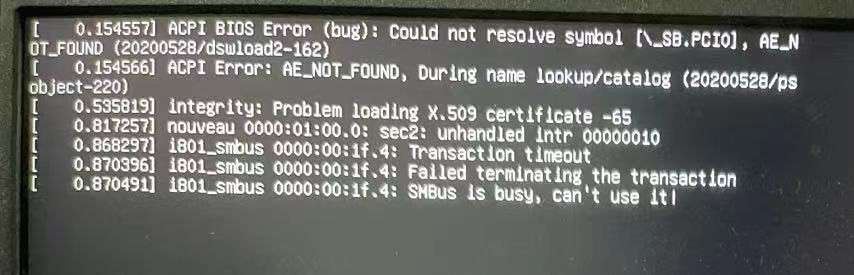 [    0.154557] ACPI BIOS Error (bug): Could not resolve symbol [\_SB.PCI0], AE_N
OT_FOUND (20200528/dswload2-162)
[    0.154566] ACPI Error: AE_NOT_FOUND, During name lookup/catalog (20200528/ps
object-220)
[    0.535819] integrity: Problem loading X.509 certificate -65
[    0.817257] nouveau 0000:01:00.0: sec2: unhandled intr 00000010
[    0.868297] i801_smbus 0000:00:1f.4: Transaction timeout
[    0.870396] i801_smbus 0000:00:1f.4: Failed terminating the transaction
[    0.870491] i801_smbus 0000:00:1f.4: SMBus is busy, can't use it!